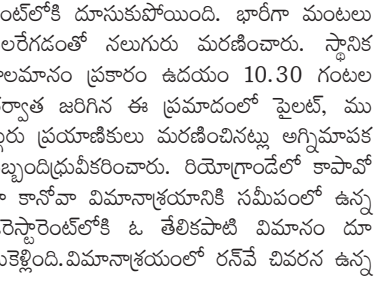 ంట్‌లోకి దూసుకుపోయింది. భారీగా మంటలు
లరేగడంతో నలుగురు మరణించారు. స్థానిక
ాలమానం ప్రకారం ఉదయం 10.30 గంటల
ర్వాత జరిగిన ఈ ప్రమాదంలో పైలట్, ము
్గురు ప్రయాణికులు మరణించినట్లు అగ్నిమాపక
బ్బందిధ్రువీకరించారు. రియోగ్రాండేలో కాపావో
ా కానోవా విమానాశ్రయానికి సమీపంలో ఉన్న
రెస్టారెంట్‌లోకి ఓ తేలికపాటి విమానం దూ
ుకెళ్లింది.విమానాశ్రయంలో రన్‌వే చివరన ఉన్న